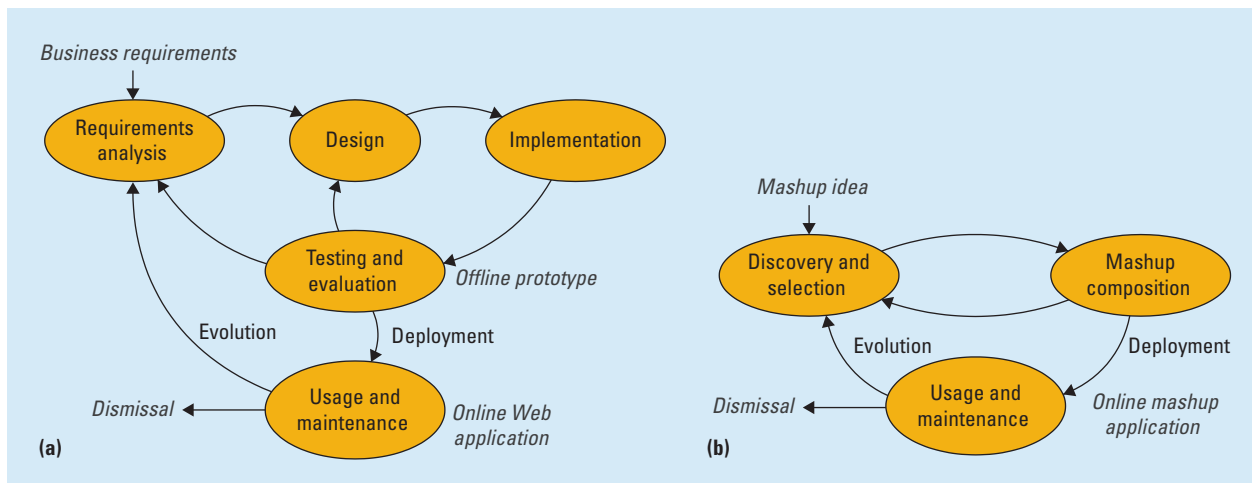 Business requirements
Requirements
analysis
Design
Implementation
Testing and
evaluation
Offline prototype
Evolution
Deployment
Usage and
maintenance
Dismissal
Online Web
application
(a)
Mashup idea
Discovery and
selection
Mashup
composition
Evolution
Deployment
Usage and
maintenance
Dismissal
Online mashup
application
(b)